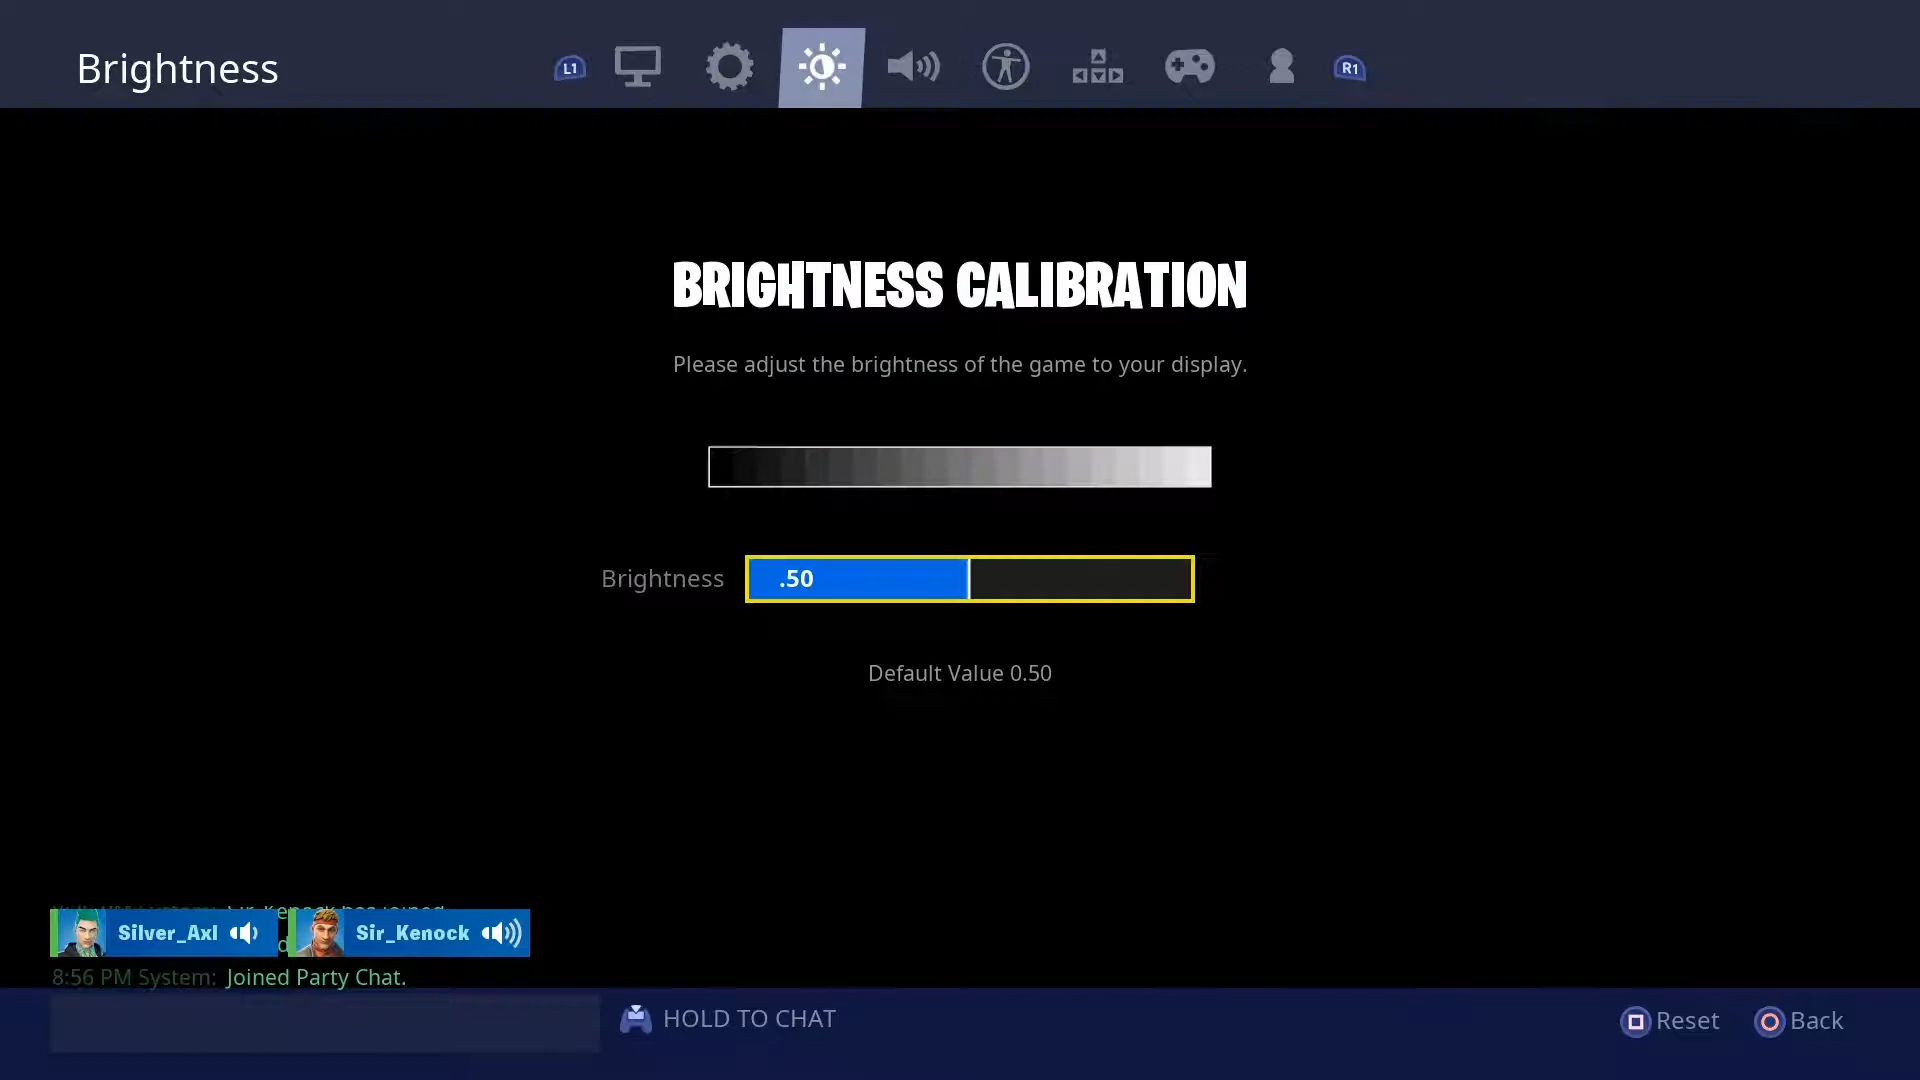 Brightness
L1
R1
BRIGHTNESS CALIBRATION
Please adjust the brightness of the game to your display.
Brightness .50
Default Value 0.50
Silver_Axl
Sir_Kenock
8:56 PM System: Joined Party Chat.
HOLD TO CHAT
Reset
Back